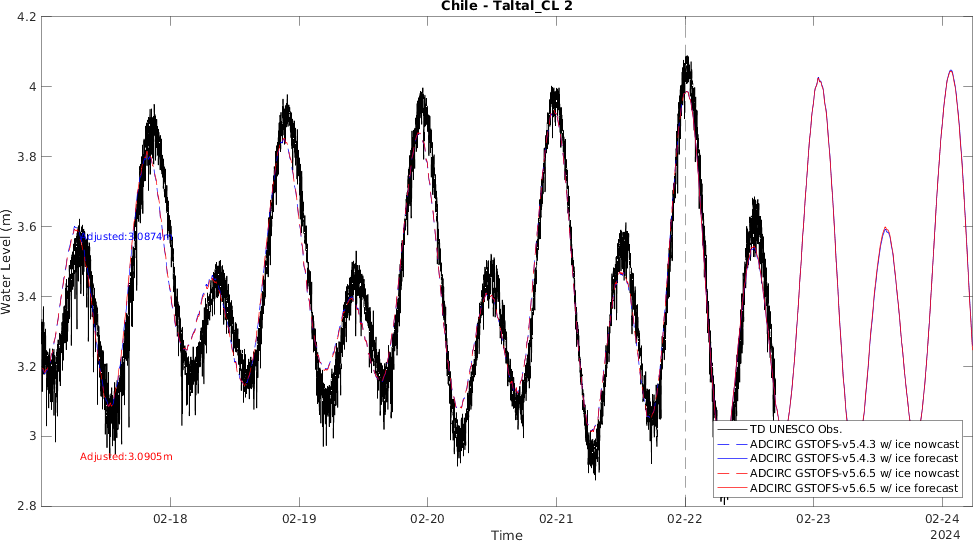 Chile - Taltal_CL 2
4.2
4
3.8
3.6
3.4
3.2
3
2.8
Water Level (m)
Adjusted:3.0874m
Adjusted:3.0905m
TD UNESCO Obs.
ADCIRC GSTOFS-v5.4.3 w/ ice nowcast
ADCIRC GSTOFS-v5.4.3 w/ ice forecast
ADCIRC GSTOFS-v5.6.5 w/ ice nowcast
ADCIRC GSTOFS-v5.6.5 w/ ice forecast
02-18 02-19 02-20 02-21 02-22 02-23 02-24
Time
2024